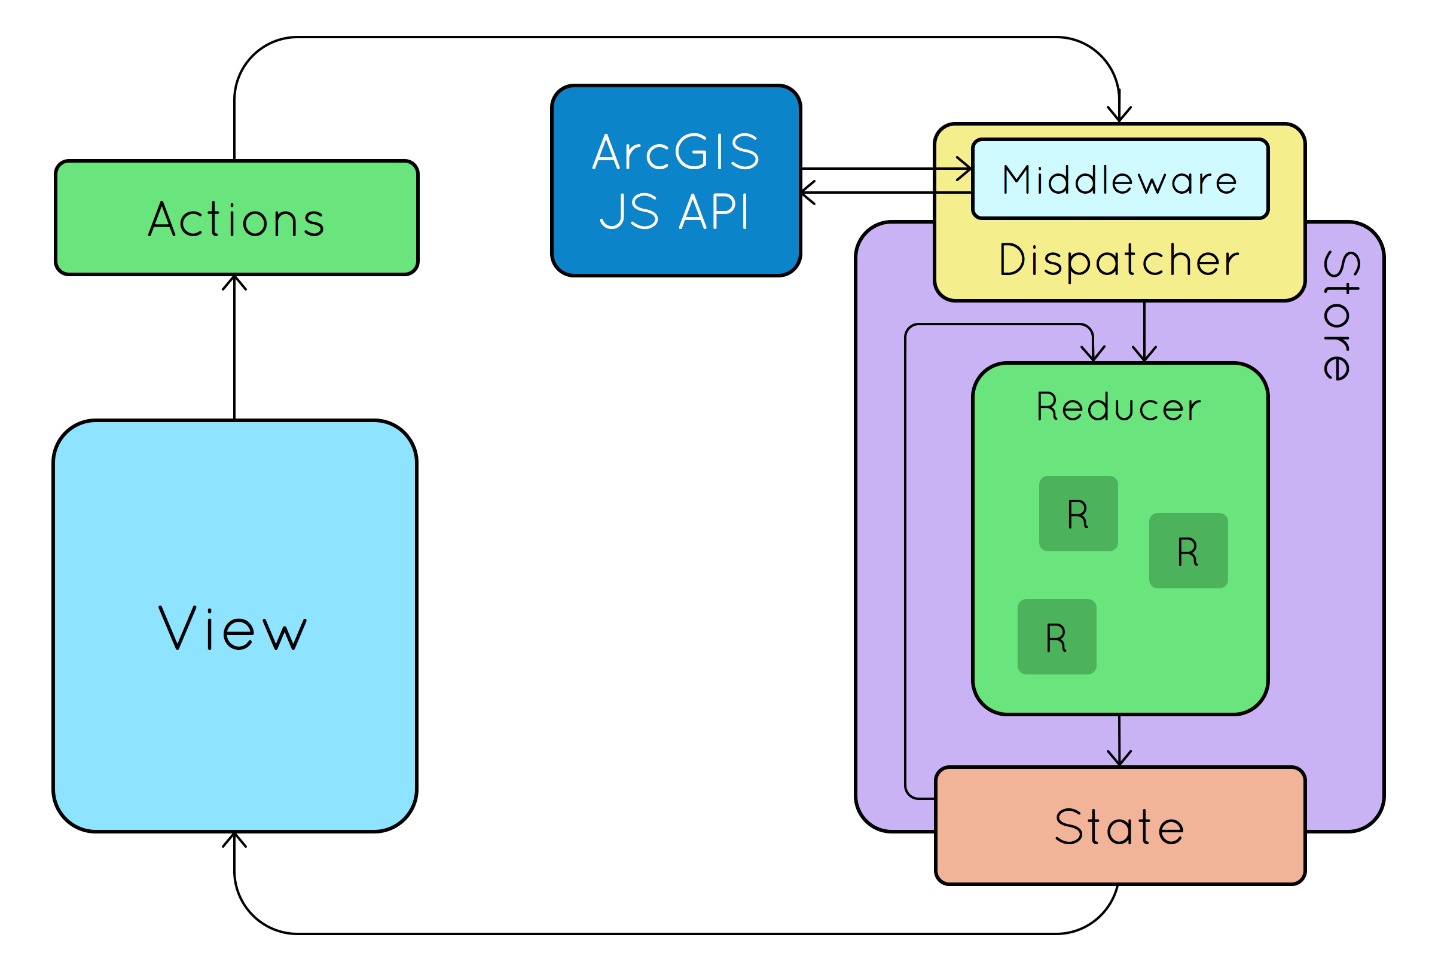 ArcGIS
JS API
Middleware
Actions
Dispatcher
Store
Reducer
R
R
R
View
State